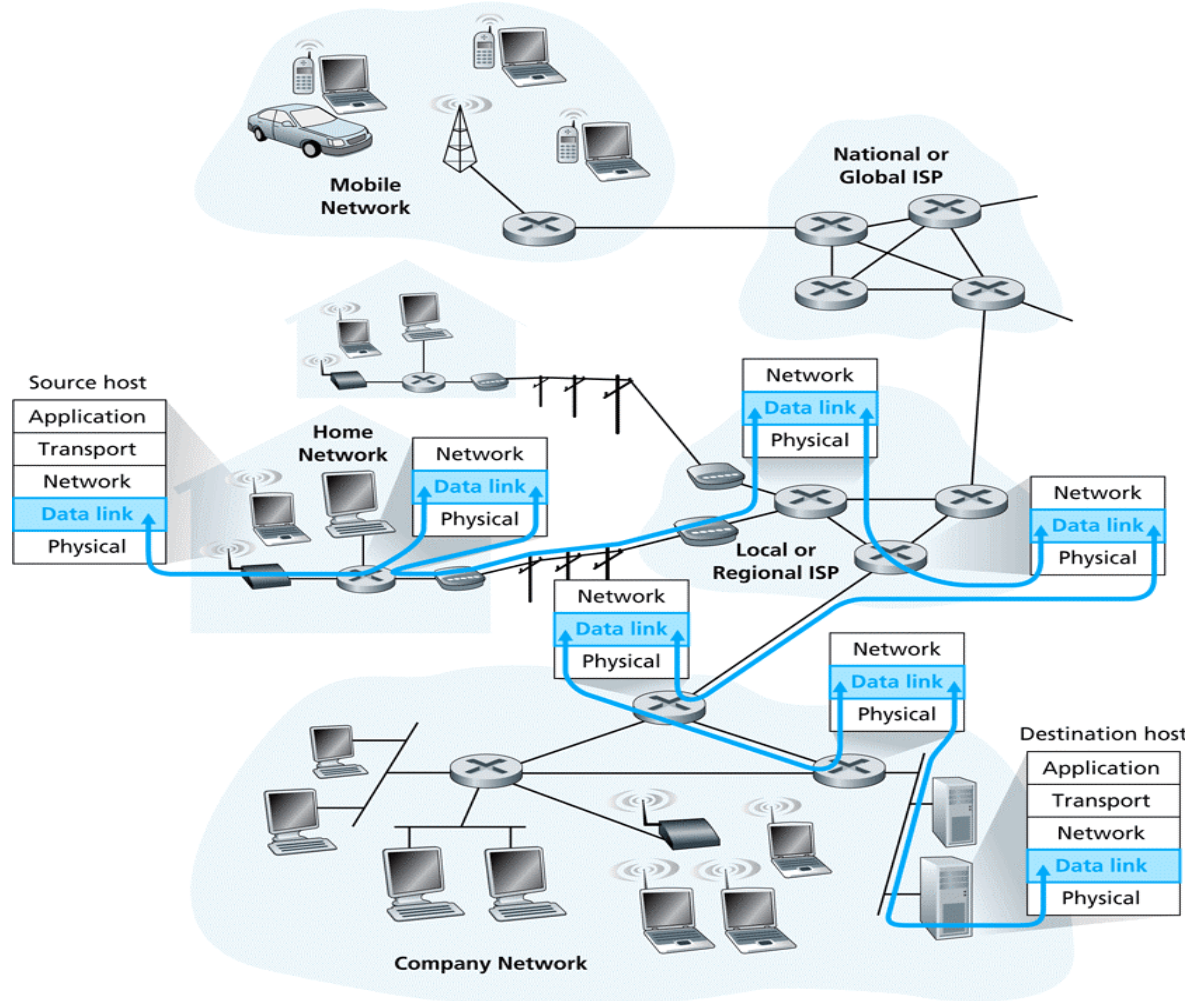 Mobile
Network
National or
Global ISP
Source host
Application
Transport
Network
Data link
Physical
Home
Network
Network
Data link
Physical
Network
Data link
Physical
Local or
Regional ISP
Network
Data link
Physical
Network
Data link
Physical
Network
Data link
Physical
Destination host
Application
Transport
Network
Data link
Physical
Company Network